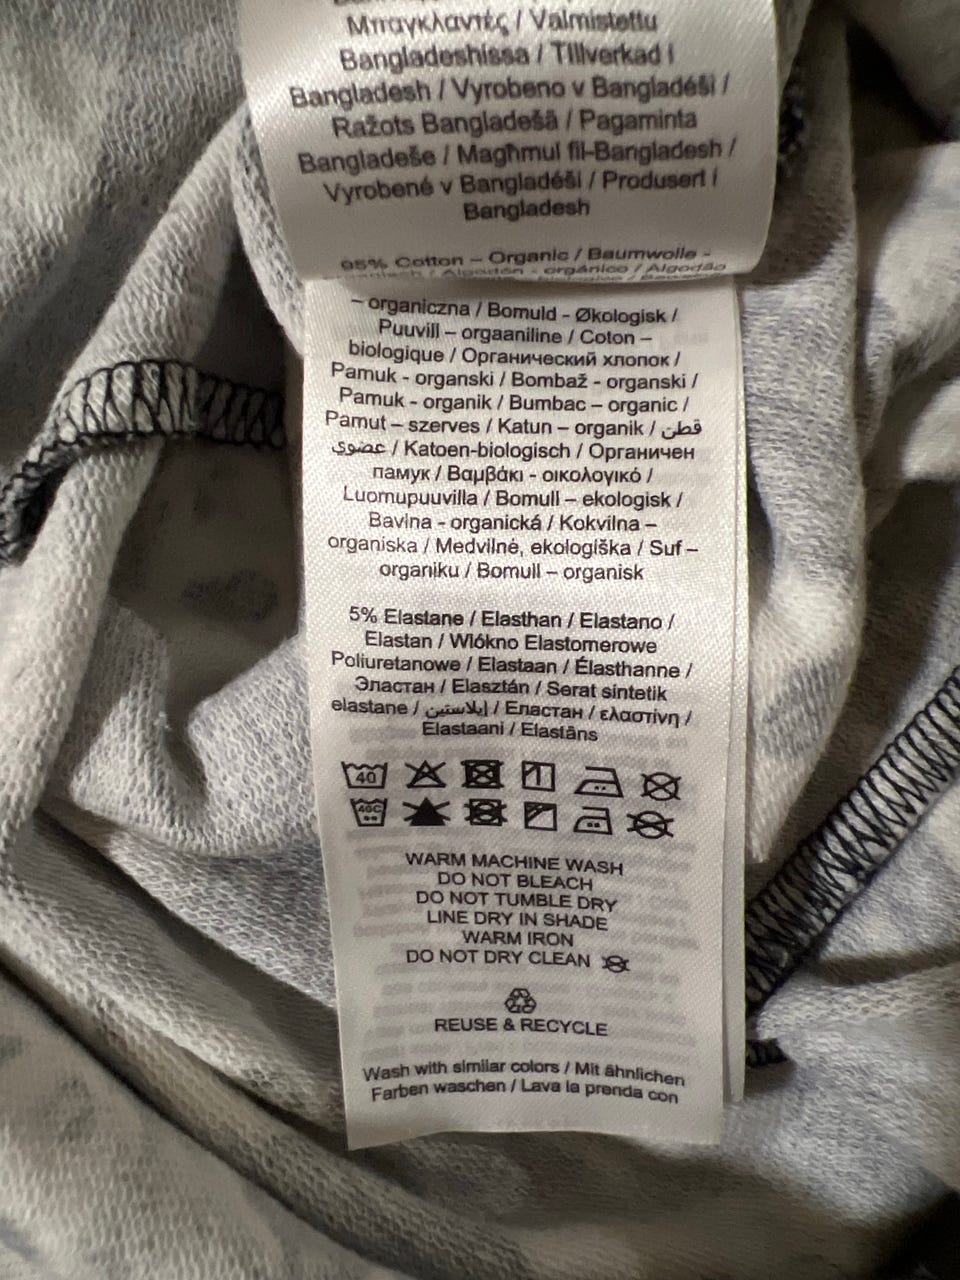 Μπαγκλαντές / Valmistettu
Bangladeshissa / Tillverkad i
Bangladesh / Vyrobeno v Bangladéši /
Ražots Bangladešā / Pagaminta
Bangladeše / Magħmul fil-Bangladesh /
Vyrobené v Bangladéši / Produsert i
Bangladesh
95% Cotton – Organic / Baumwolle -
organisch / Algodón - orgánico / Algodão
– organiczna / Bomuld - Økologisk /
Puuvill – orgaaniline / Coton –
biologique / Органический хлопок /
Pamuk - organski / Bombaž - organski /
Pamuk - organik / Bumbac – organic /
Pamut – szerves / Katun – organik / قطن
عضوي / Katoen-biologisch / Органичен
памук / Βαμβάκι - οικολογικό /
Luomupuuvilla / Bomull – ekologisk /
Bavlna - organická / Kokvilna –
organiska / Medvilnė, ekologiška / Suf –
organiku / Bomull – organisk
5% Elastane / Elasthan / Elastano /
Elastan / Wlókno Elastomerowe
Poliuretanowe / Elastaan / Élasthanne /
Эластан / Elasztán / Serat sintetik
elastane / إيلاستين / Еластан / ελαστίνη /
Elastaani / Elastāns
40
40C
WARM MACHINE WASH
DO NOT BLEACH
DO NOT TUMBLE DRY
LINE DRY IN SHADE
WARM IRON
DO NOT DRY CLEAN
REUSE & RECYCLE
Wash with similar colors / Mit ähnlichen
Farben waschen / Lava la prenda con